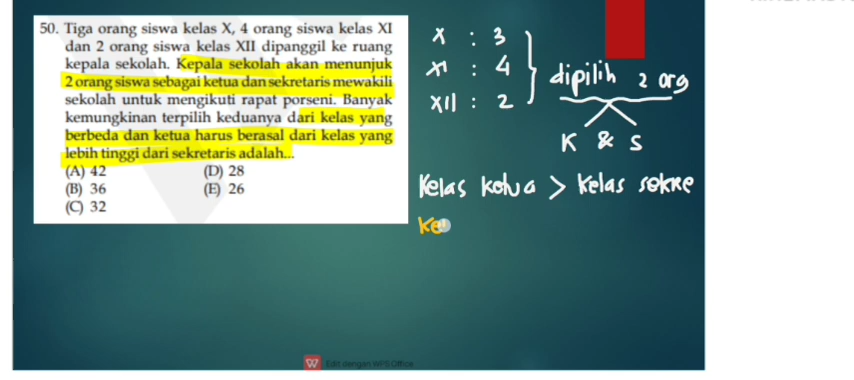 50. Tiga orang siswa kelas X, 4 orang siswa kelas XI
dan 2 orang siswa kelas XII dipanggil ke ruang
kepala sekolah. Kepala sekolah akan menunjuk
2 orang siswa sebagai ketua dan sekretaris mewakili
sekolah untuk mengikuti rapat porseni. Banyak
kemungkinan terpilih keduanya dari kelas yang
berbeda dan ketua harus berasal dari kelas yang
lebih tinggi dari sekretaris adalah...
(A) 42 (D) 28
(B) 36 (E) 26
(C) 32
X : 3
XI : 4
XII : 2
dipilih 2 org
K & S
Kelas ketua > Kelas sekre
Ke
Edit dengan WPS Office